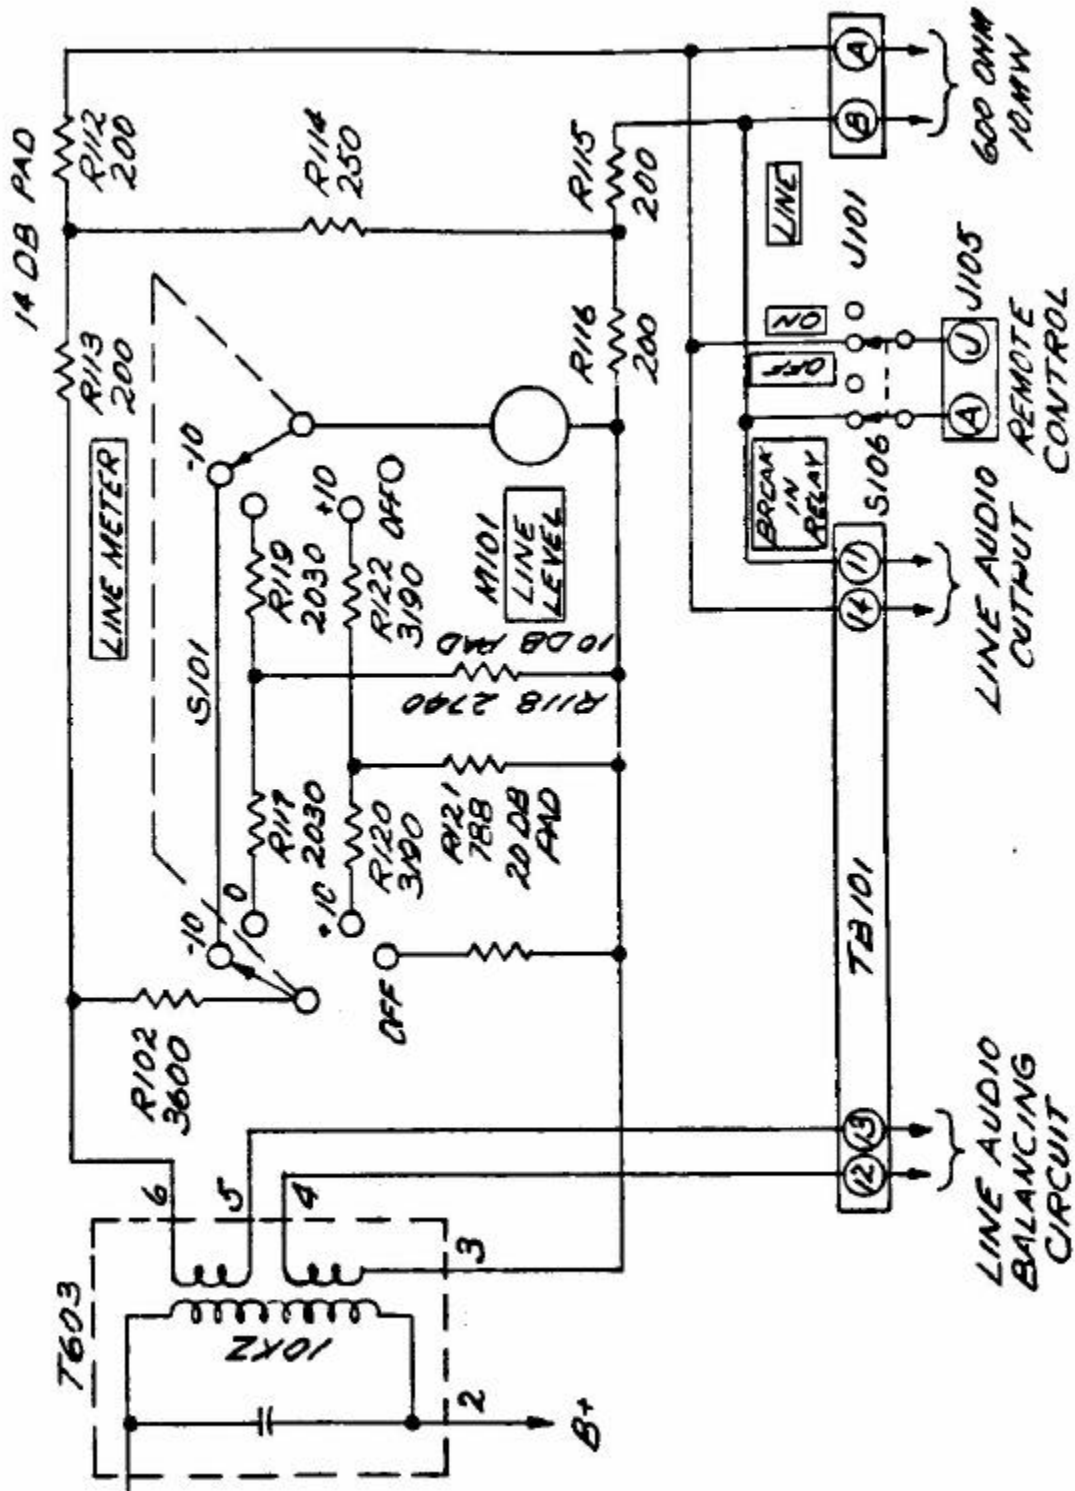 T603
10KZ
6
5
4
3
2
B+
R102
3600
LINE METER
S101
-10
-10
0
+10
+10
OFF
OFF
R117
2030
R119
2030
R120
3190
R122
3190
R121
788
20 DB
PAD
R118 2740
10 DB PAD
M101
LINE
LEVEL
14 DB PAD
R113
200
R112
200
R114
250
R116
200
R115
200
LINE AUDIO
BALANCING
CIRCUIT
12
13
TB101
14
11
LINE AUDIO
OUTPUT
BREAK
IN
RELAY
S106
OFF
ON
J101
LINE
A
J
J105
REMOTE
CONTROL
B
A
600 OHM
10MW